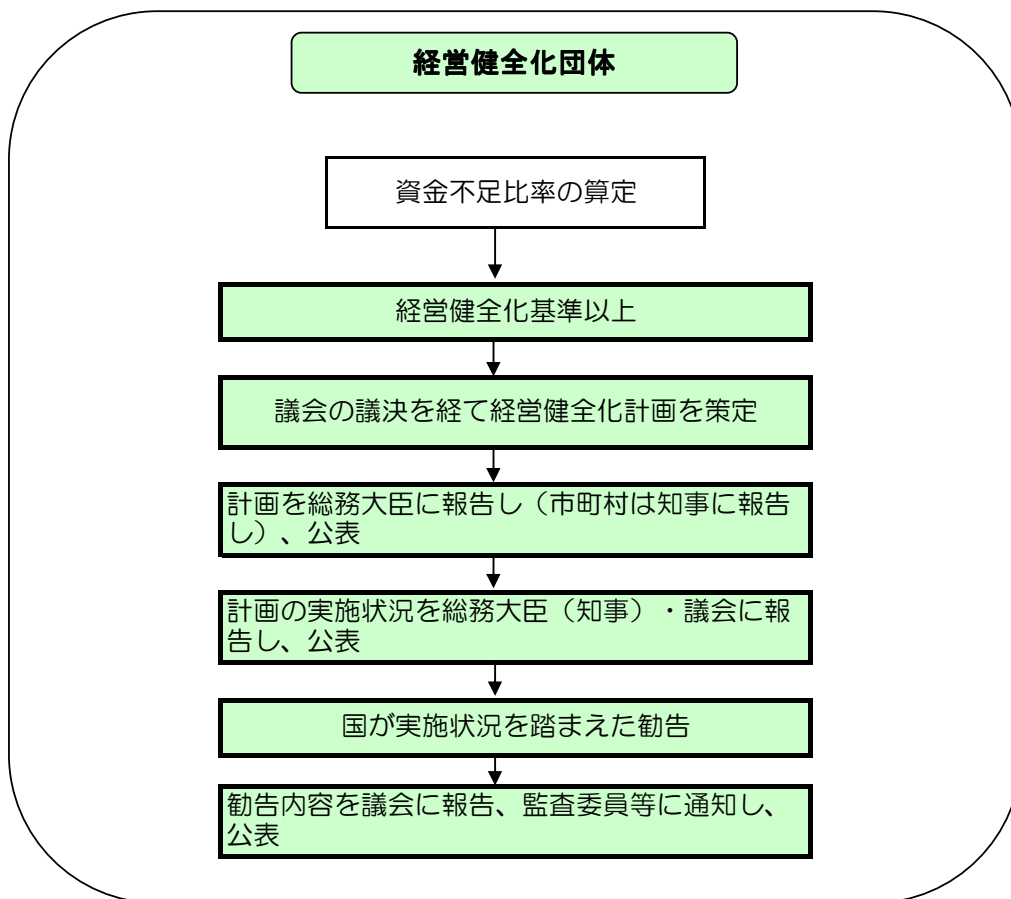 経営健全化団体
資金不足比率の算定
経営健全化基準以上
議会の議決を経て経営健全化計画を策定
計画を総務大臣に報告し（市町村は知事に報告
し）、公表
計画の実施状況を総務大臣（知事）・議会に報
告し、公表
国が実施状況を踏まえた勧告
勧告内容を議会に報告、監査委員等に通知し、
公表